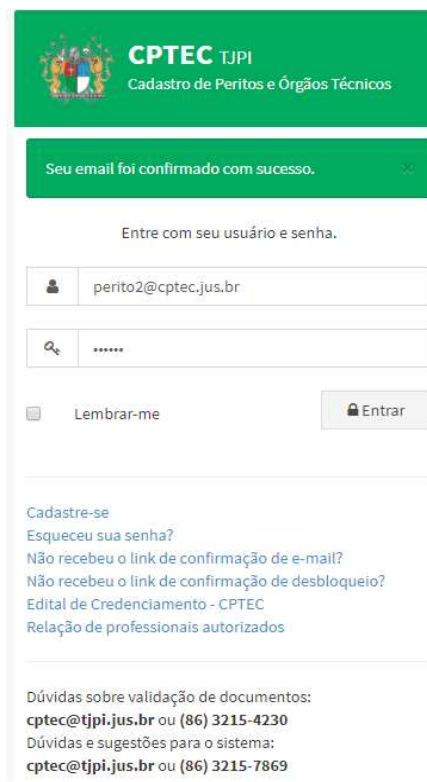 CPTEC TJPI
Cadastro de Peritos e Órgãos Técnicos
Seu email foi confirmado com sucesso.
Entre com seu usuário e senha.
perito2@cptec.jus.br
••••••
Lembrar-me
Entrar
Cadastre-se
Esqueceu sua senha?
Não recebeu o link de confirmação de e-mail?
Não recebeu o link de confirmação de desbloqueio?
Edital de Credenciamento - CPTEC
Relação de professionais autorizados
Dúvidas sobre validação de documentos:
cptec@tjpi.jus.br ou (86) 3215-4230
Dúvidas e sugestões para o sistema:
cptec@tjpi.jus.br ou (86) 3215-7869